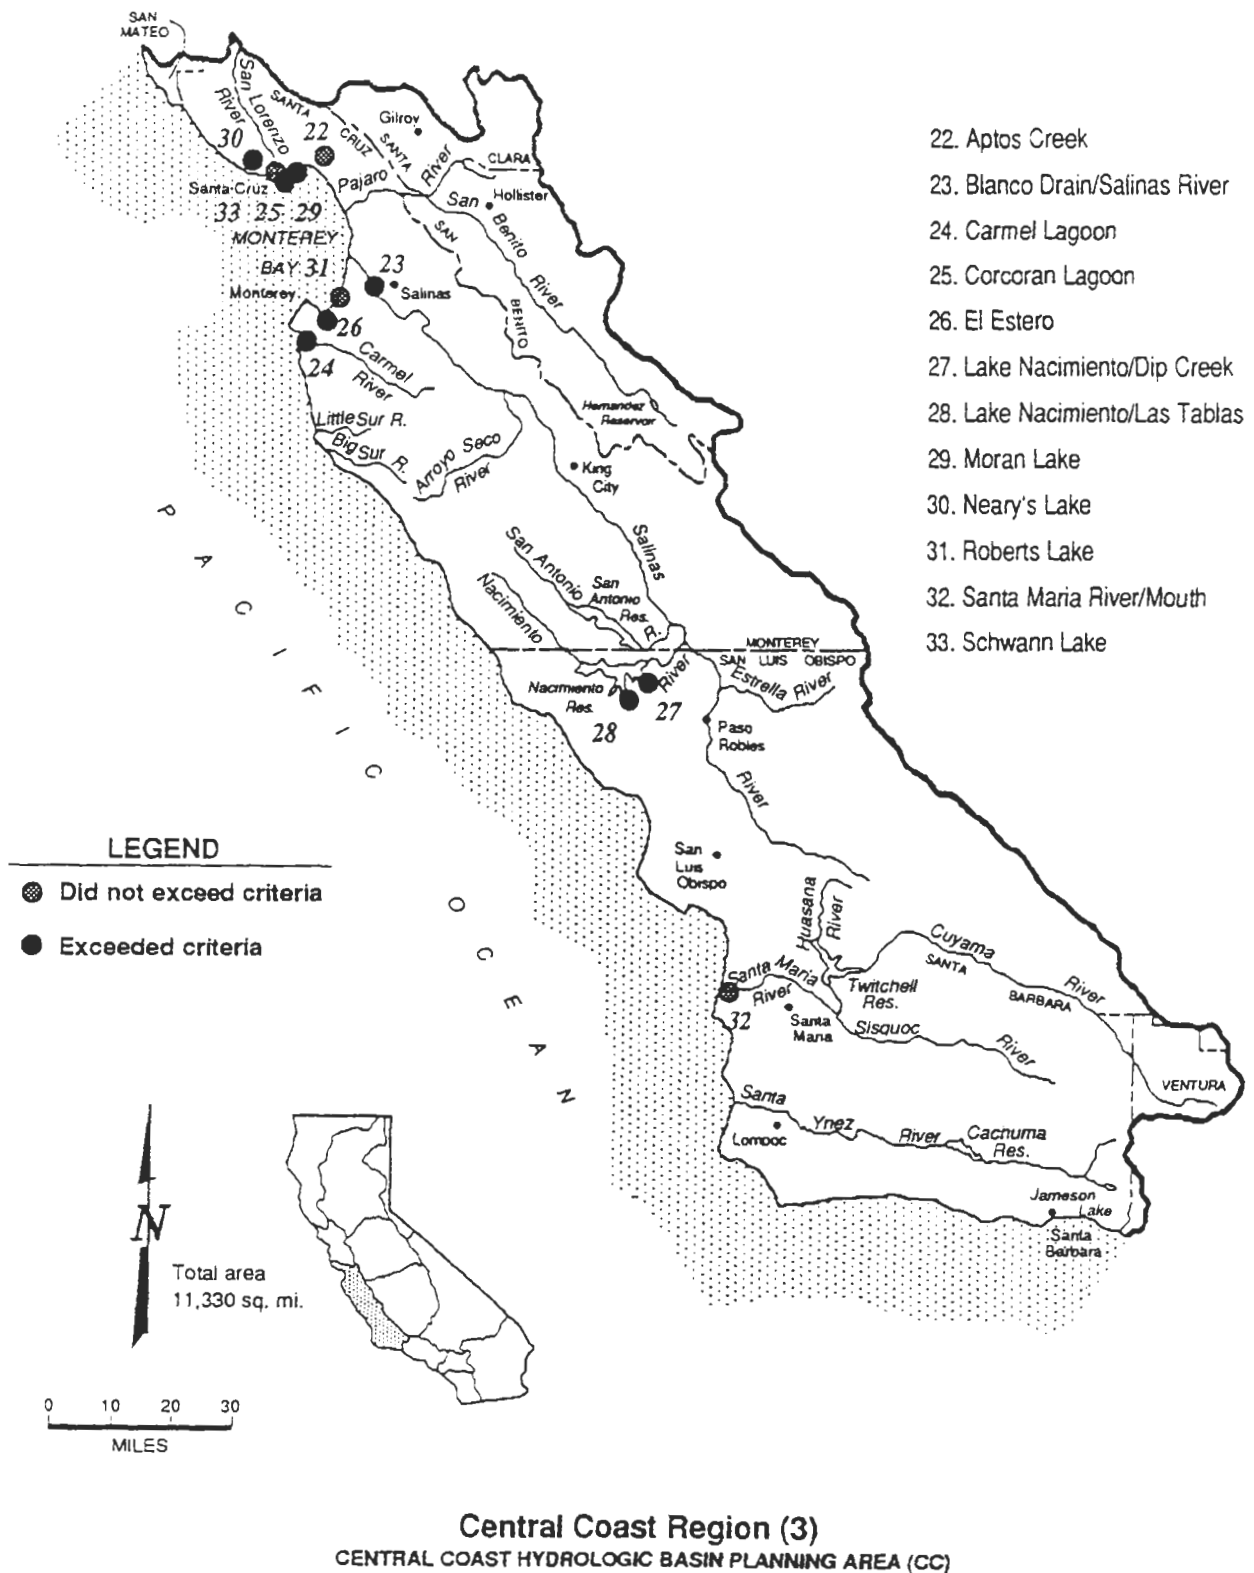 SAN
MATEO
San Lorenzo
River
SANTA
CRUZ
SANTA
CLARA
Gilroy
30
22
Santa Cruz
33 25 29
Pajaro
River
Hollister
San Benito River
SAN
BENITO
MONTEREY
BAY
31
23
Salinas
Monterey
26
24
Carmel
River
Little Sur R.
Big Sur R.
Arroyo Seco
River
Hernandez
Reservoir
King
City
Salinas
San Antonio
San
Antonio
Res.
R.
Nacimiento
River
MONTEREY
SAN LUIS OBISPO
Estrella River
Nacimiento
Res.
28
27
Paso
Robles
River
San
Luis
Obispo
Huasana
River
Cuyama
River
SANTA
BARBARA
Santa Maria
River
Twitchell
Res.
32
Santa
Maria
Sisquoc
River
VENTURA
Santa
Ynez
River
Cachuma
Res.
Lompoc
Jameson
Lake
Santa
Barbara
PACIFIC OCEAN
22. Aptos Creek
23. Blanco Drain/Salinas River
24. Carmel Lagoon
25. Corcoran Lagoon
26. El Estero
27. Lake Nacimiento/Dip Creek
28. Lake Nacimiento/Las Tablas
29. Moran Lake
30. Neary's Lake
31. Roberts Lake
32. Santa Maria River/Mouth
33. Schwann Lake
LEGEND
Did not exceed criteria
Exceeded criteria
N
Total area
11,330 sq. mi.
0 10 20 30
MILES
Central Coast Region (3)
CENTRAL COAST HYDROLOGIC BASIN PLANNING AREA (CC)